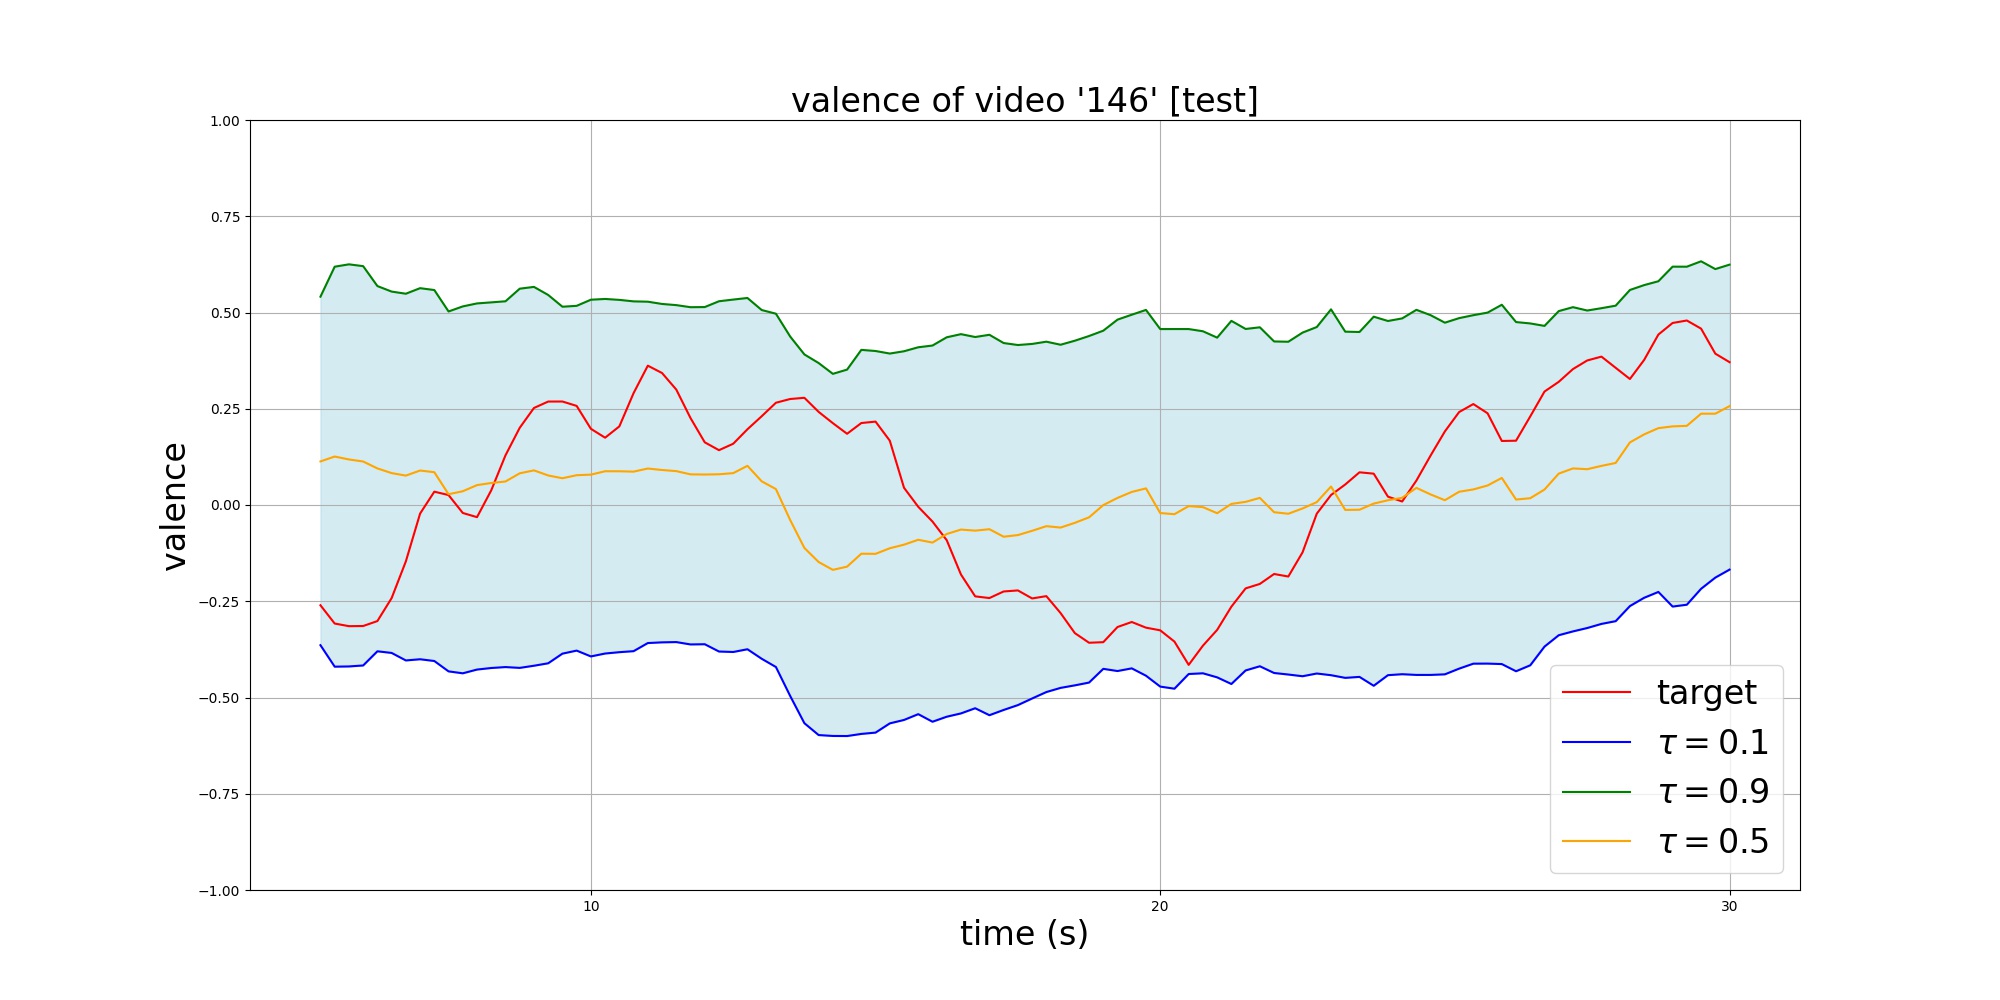 valence of video '146' [test]
1.00
0.75
0.50
0.25
0.00
−0.25
−0.50
−0.75
−1.00
valence
10
20
30
time (s)
target
τ = 0.1
τ = 0.9
τ = 0.5